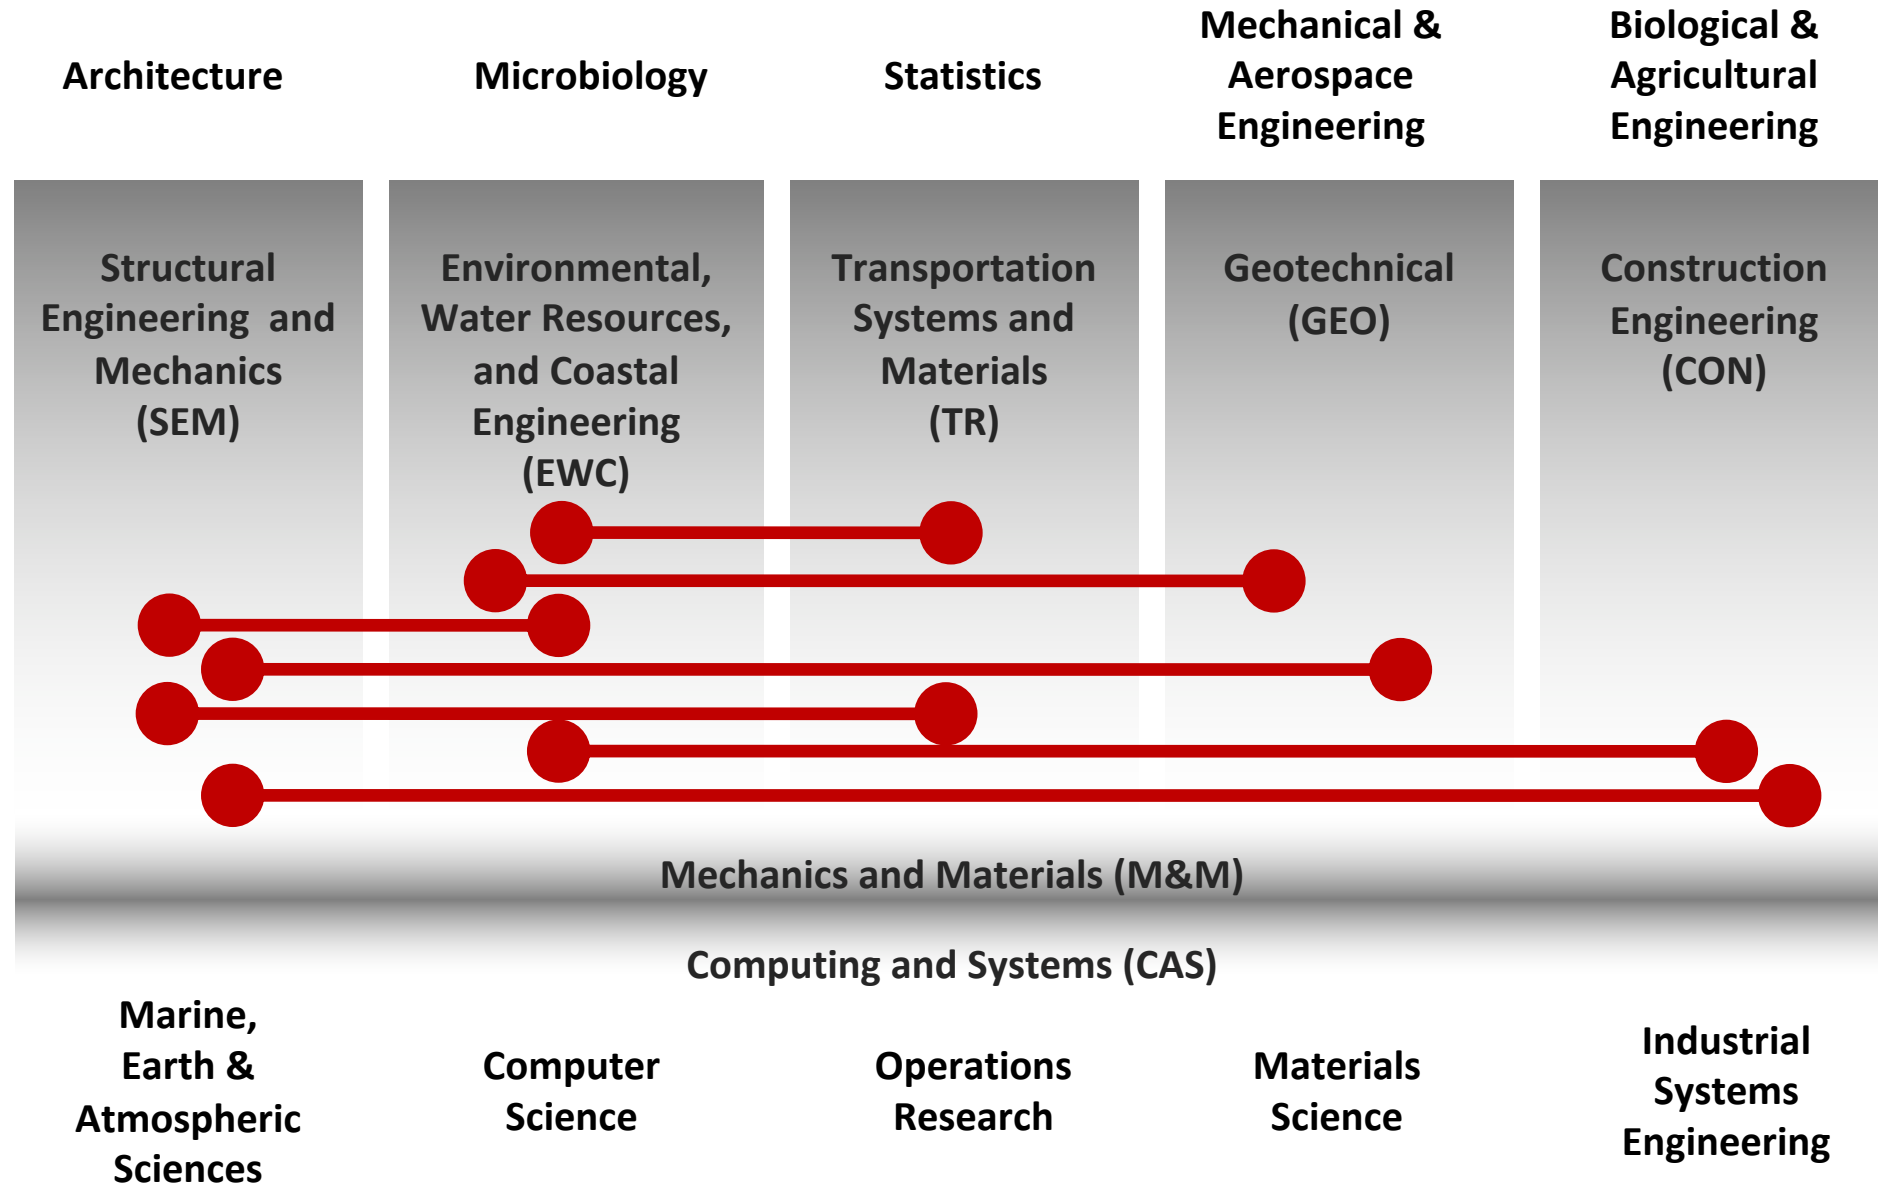 Architecture
Microbiology
Statistics
Mechanical &
Aerospace
Engineering
Biological &
Agricultural
Engineering
Structural
Engineering and
Mechanics
(SEM)
Environmental,
Water Resources,
and Coastal
Engineering
(EWC)
Transportation
Systems and
Materials
(TR)
Geotechnical
(GEO)
Construction
Engineering
(CON)
Mechanics and Materials (M&M)
Computing and Systems (CAS)
Marine,
Earth &
Atmospheric
Sciences
Computer
Science
Operations
Research
Materials
Science
Industrial
Systems
Engineering